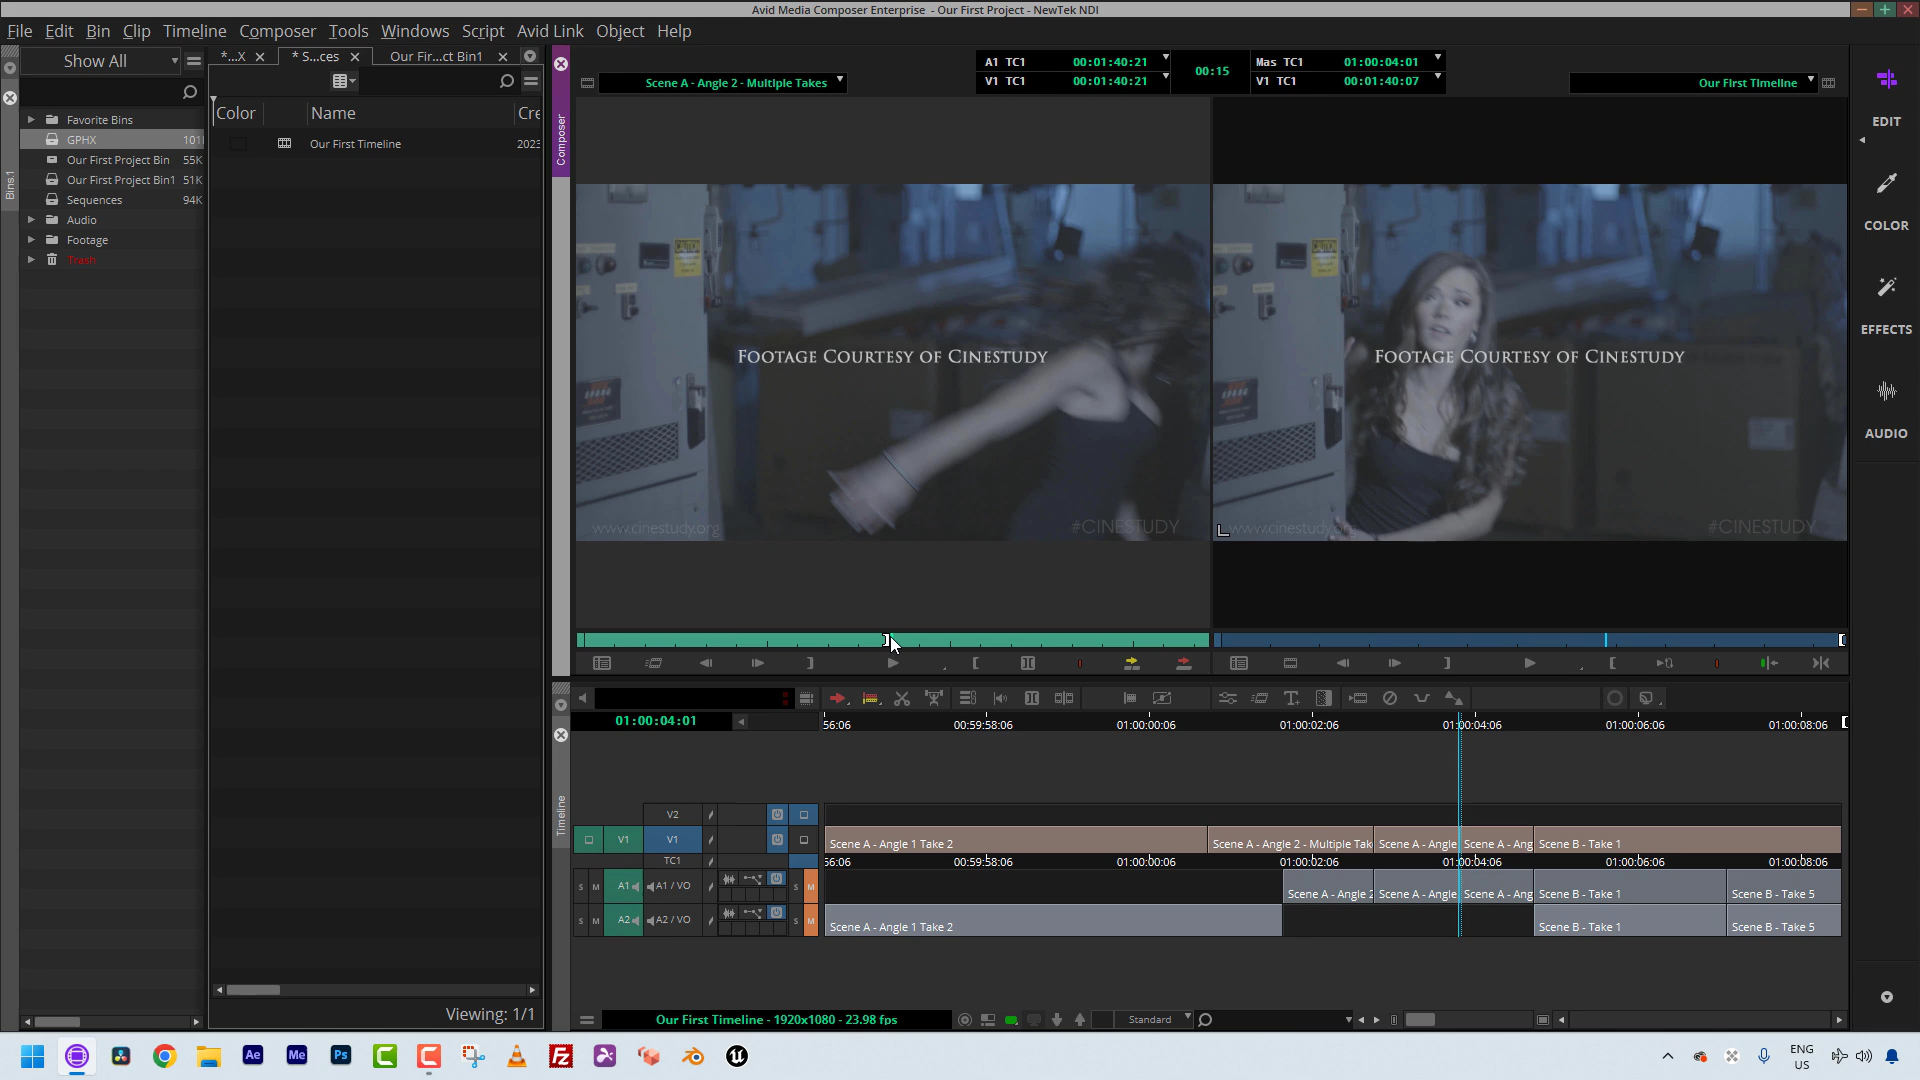 Avid Media Composer Enterprise - Our First Project - NewTek NDI
File Edit Bin Clip Timeline Tools Windows Script Avid Link Composer Object Help
Show All
*...X
* S...ces
Our Fir...ct Bin1
Bins:1
Favorite Bins
GPHX 101
Our First Project Bin 55K
Our First Project Bin1 51K
Sequences 94K
Audio
Footage
Trash
Color Name Cre
Our First Timeline 2023
Viewing: 1/1
Composer
Scene A - Angle 2 - Multiple Takes
A1 TC1 00:01:40:21
V1 TC1 00:01:40:21
00:15
Mas TC1 01:00:04:01
V1 TC1 00:01:40:07
Our First Timeline
CAUTION
Footage Courtesy of Cinestudy
www.cinestudy.org
#CINESTUDY
Footage Courtesy of Cinestudy
www.cinestudy.org
#CINESTUDY
EDIT
COLOR
EFFECTS
AUDIO
Timeline
01:00:04:01
56:06 00:59:58:06 01:00:00:06 01:00:02:06 01:00:04:06 01:00:06:06 01:00:08:06
V2
V1 V1
Scene A - Angle 1 Take 2
Scene A - Angle 2 - Multiple Tak
Scene A - Angle
Scene A - Ang
Scene B - Take 1
TC1
56:06 00:59:58:06 01:00:00:06 01:00:02:06 01:00:04:06 01:00:06:06 01:00:08:06
S M A1 A1 / VO S M
Scene A - Angle 2
Scene A - Angle
Scene A - Ang
Scene B - Take 1
Scene B - Take 5
S M A2 A2 / VO S M
Scene A - Angle 1 Take 2
Scene B - Take 1
Scene B - Take 5
Our First Timeline - 1920x1080 - 23.98 fps
Standard
Ae
Me
Ps
C
C
Fz
ENG
US